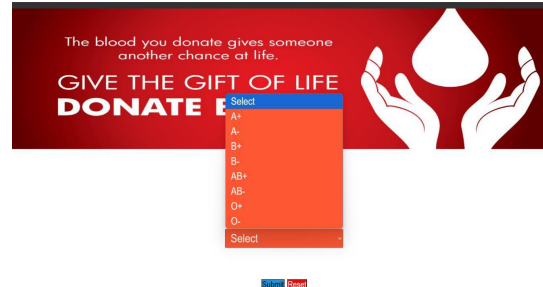 The blood you donate gives someone
another chance at life.
GIVE THE GIFT OF LIFE
DONATE
Select
A+
A-
B+
B-
AB+
AB-
O+
O-
Select
Submit Reset